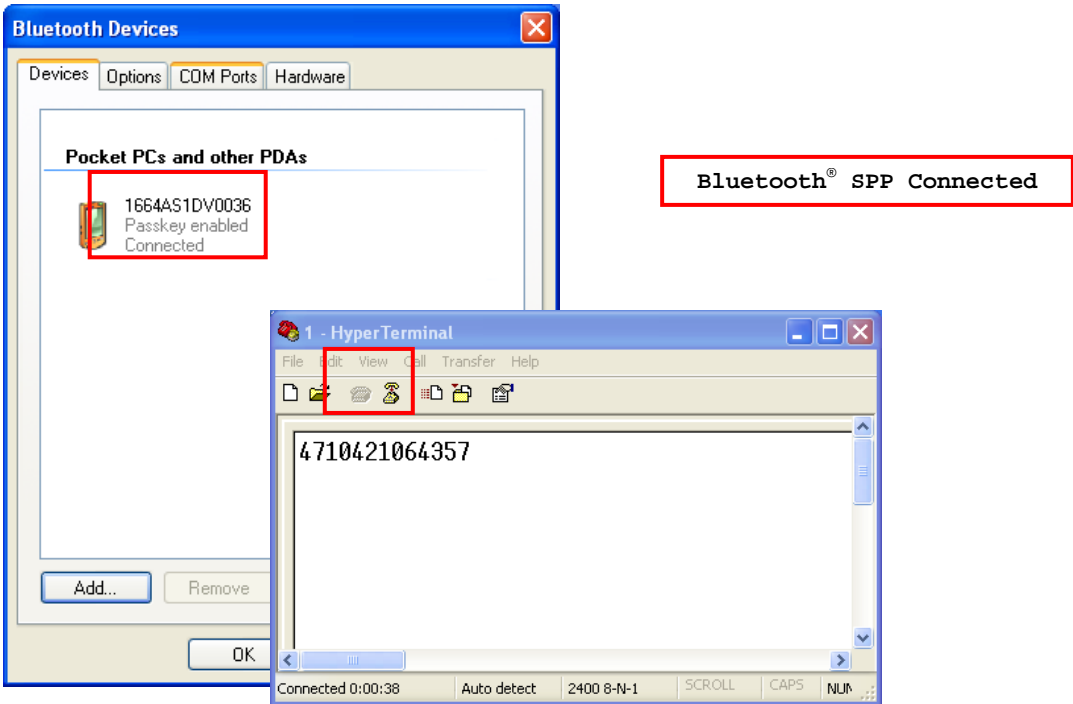 Bluetooth Devices
Devices Options COM Ports Hardware
Pocket PCs and other PDAs
1664AS1DV0036
Passkey enabled
Connected
Bluetooth® SPP Connected
1 - HyperTerminal
File Edit View Call Transfer Help
4710421064357
Add... Remove
OK
Connected 0:00:38 Auto detect 2400 8-N-1 SCROLL CAPS NUM